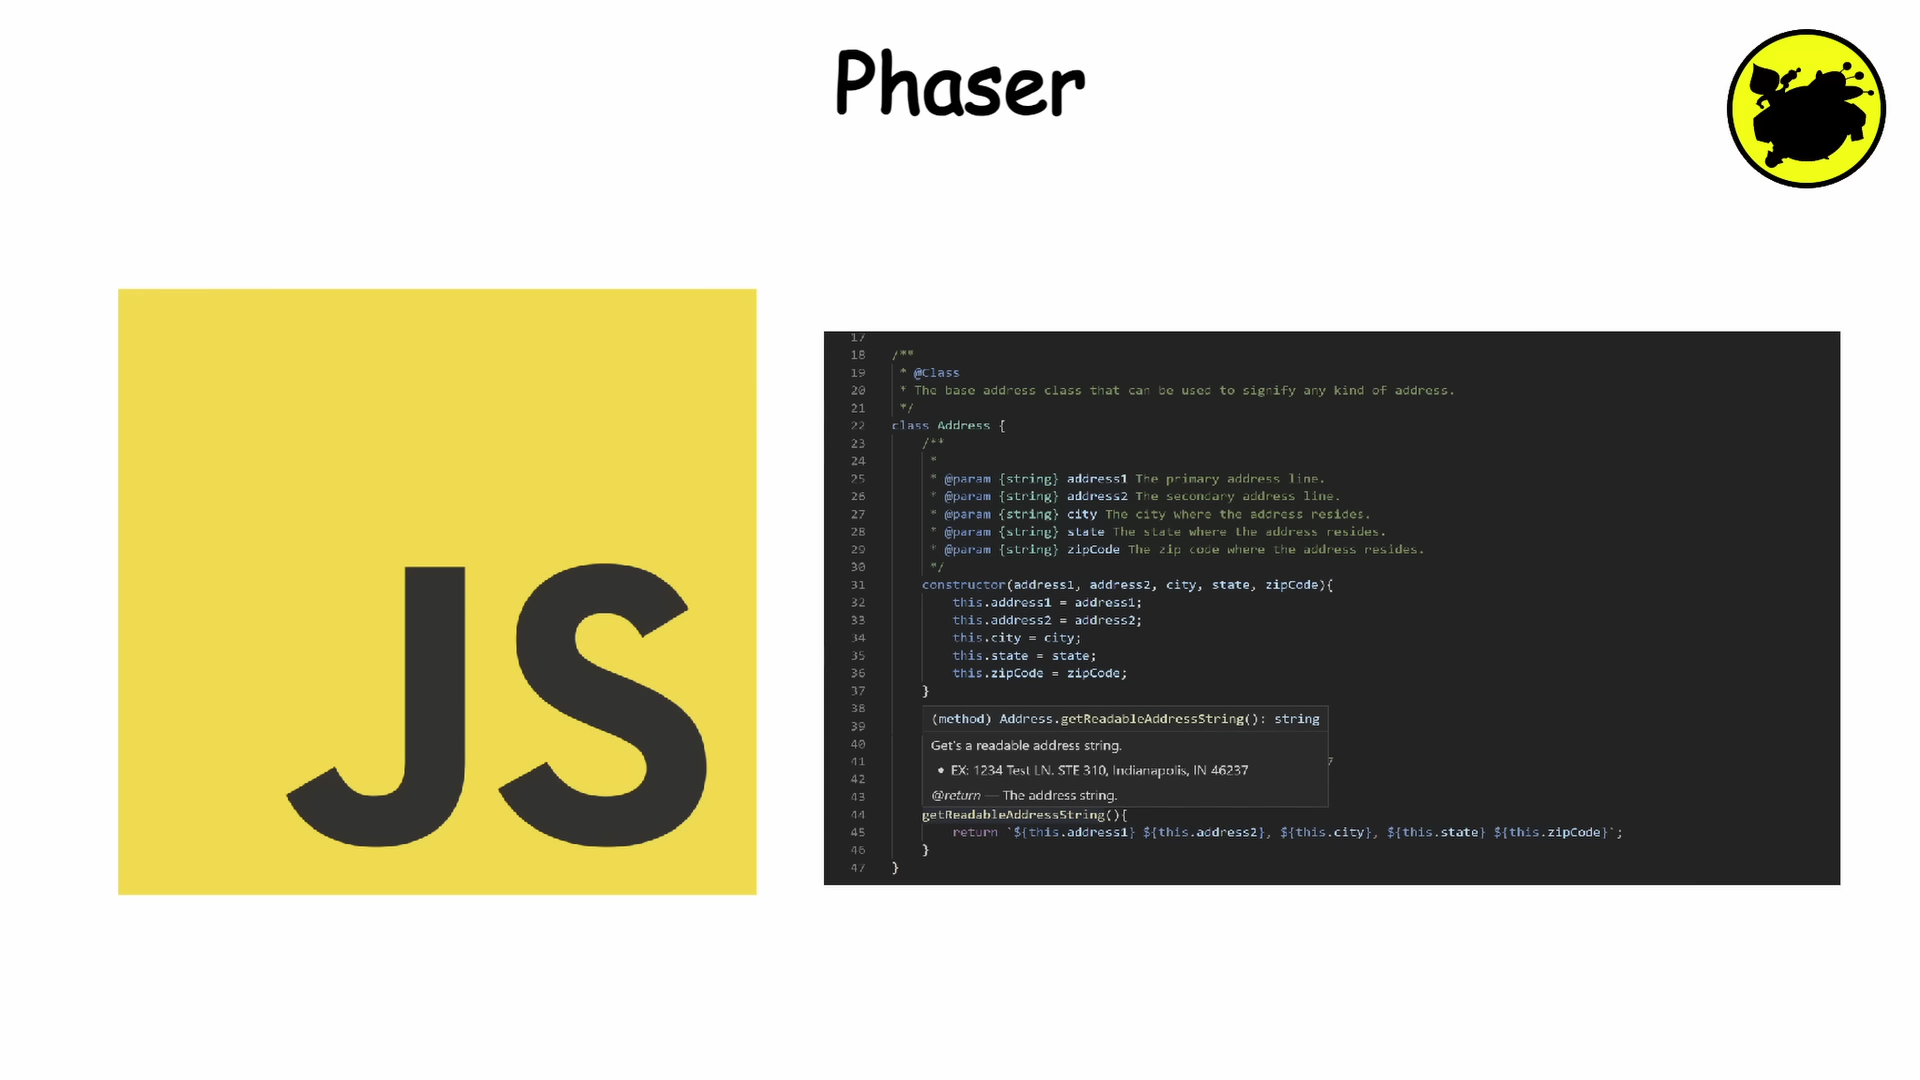 Phaser
JS
17
18 /**
19 * @Class
20 * The base address class that can be used to signify any kind of address.
21 */
22 class Address {
23 /**
24 *
25 * @param {string} address1 The primary address line.
26 * @param {string} address2 The secondary address line.
27 * @param {string} city The city where the address resides.
28 * @param {string} state The state where the address resides.
29 * @param {string} zipCode The zip code where the address resides.
30 */
31 constructor(address1, address2, city, state, zipCode){
32 this.address1 = address1;
33 this.address2 = address2;
34 this.city = city;
35 this.state = state;
36 this.zipCode = zipCode;
37 }
38
(method) Address.getReadableAddressString(): string
39
40 Get's a readable address string.
41 • EX: 1234 Test LN. STE 310, Indianapolis, IN 46237 7
42
43 @return — The address string.
44 getReadableAddressString(){
45 return `${this.address1} ${this.address2}, ${this.city}, ${this.state} ${this.zipCode}`;
46 }
47 }